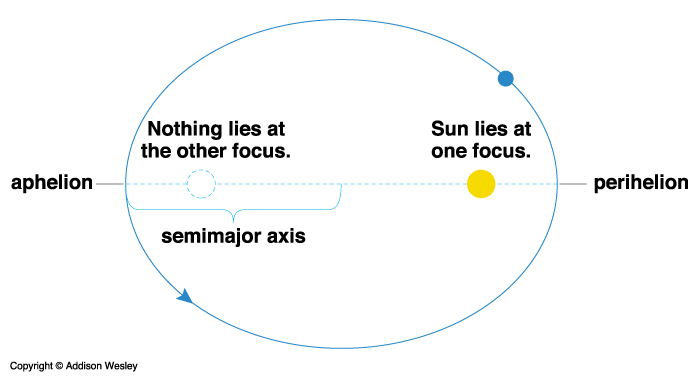 Nothing lies at
the other focus.
Sun lies at
one focus.
aphelion
perihelion
semimajor axis
Copyright © Addison Wesley